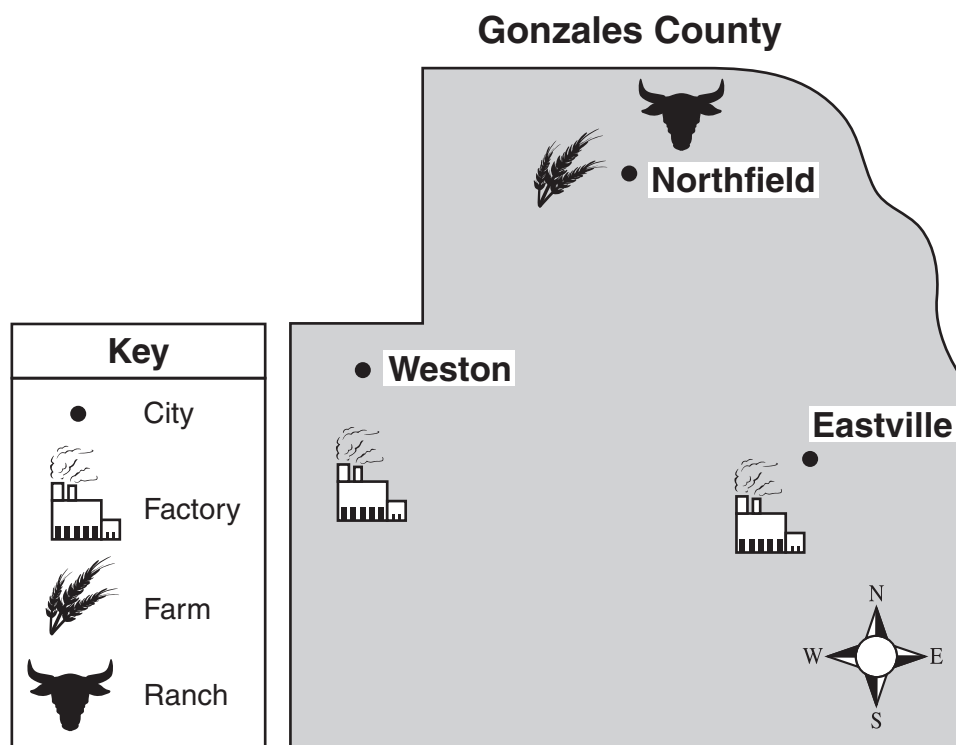 Gonzales County
Northfield
Weston
Eastville
Key
City
Factory
Farm
Ranch
N
W E
S